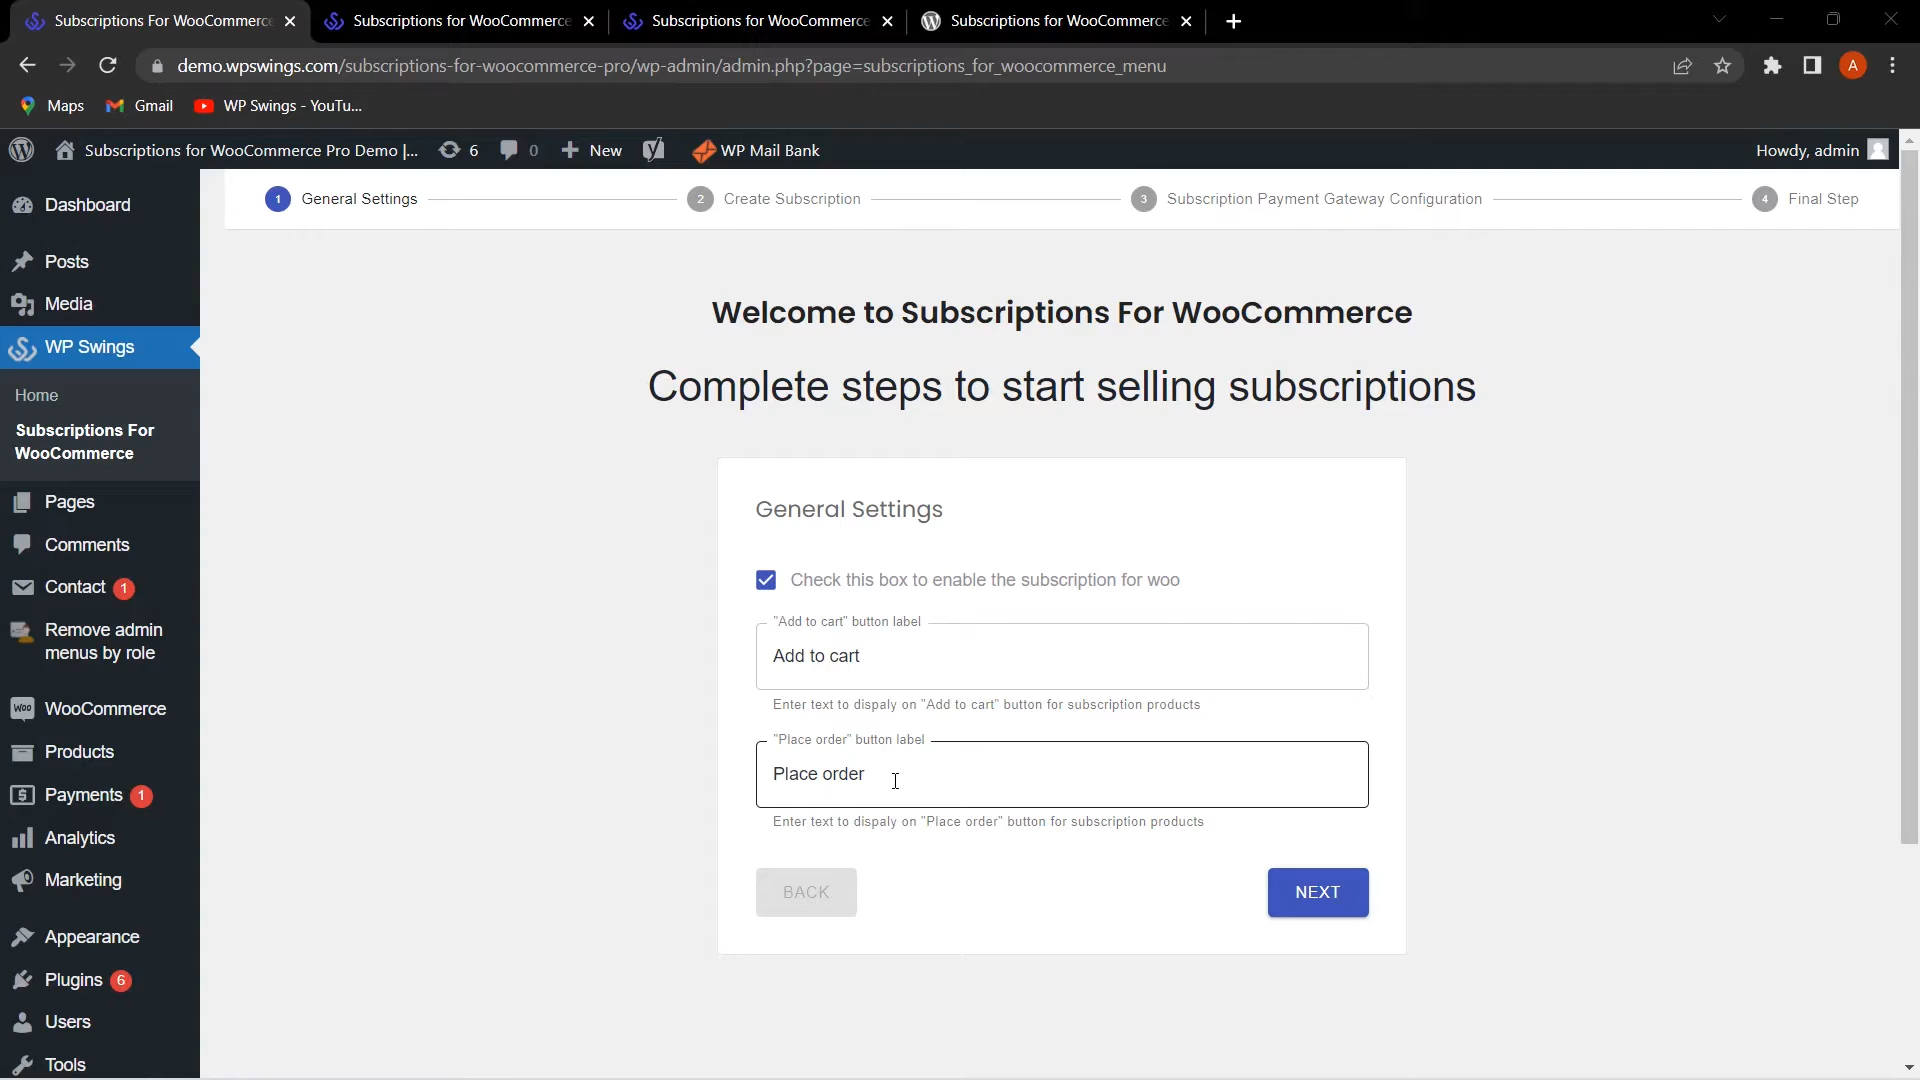 Subscriptions For WooCommerce
Subscriptions for WooCommerce
Subscriptions for WooCommerce
Subscriptions for WooCommerce
demo.wpswings.com/subscriptions-for-woocommerce-pro/wp-admin/admin.php?page=subscriptions_for_woocommerce_menu
A
Maps
Gmail
WP Swings - YouTu...
Subscriptions for WooCommerce Pro Demo |...
6
0
New
WP Mail Bank
Howdy, admin
Dashboard
Posts
Media
WP Swings
Home
Subscriptions For
WooCommerce
Pages
Comments
Contact 1
Remove admin
menus by role
Woo WooCommerce
Products
Payments 1
Analytics
Marketing
Appearance
Plugins 6
Users
Tools
1 General Settings
2 Create Subscription
3 Subscription Payment Gateway Configuration
4 Final Step
Welcome to Subscriptions For WooCommerce
Complete steps to start selling subscriptions
General Settings
Check this box to enable the subscription for woo
"Add to cart" button label
Add to cart
Enter text to dispaly on "Add to cart" button for subscription products
"Place order" button label
Place order
Enter text to dispaly on "Place order" button for subscription products
BACK
NEXT